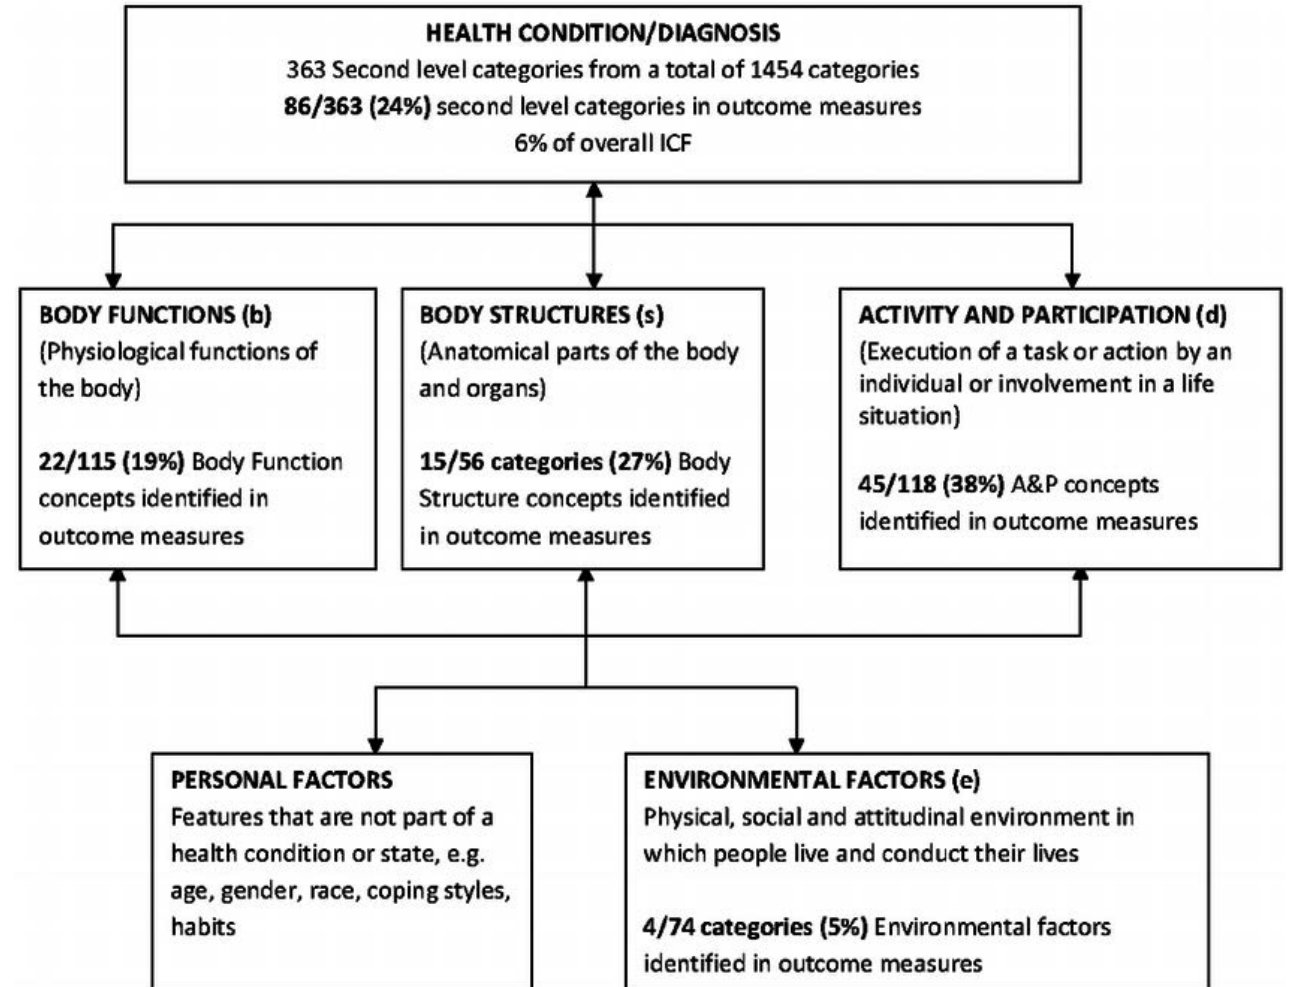 HEALTH CONDITION/DIAGNOSIS
363 Second level categories from a total of 1454 categories
86/363 (24%) second level categories in outcome measures
6% of overall ICF
BODY FUNCTIONS (b)
(Physiological functions of
the body)
22/115 (19%) Body Function
concepts identified in
outcome measures
BODY STRUCTURES (s)
(Anatomical parts of the body
and organs)
15/56 categories (27%) Body
Structure concepts identified
in outcome measures
ACTIVITY AND PARTICIPATION (d)
(Execution of a task or action by an
individual or involvement in a life
situation)
45/118 (38%) A&P concepts
identified in outcome measures
PERSONAL FACTORS
Features that are not part of a
health condition or state, e.g.
age, gender, race, coping styles,
habits
ENVIRONMENTAL FACTORS (e)
Physical, social and attitudinal environment in
which people live and conduct their lives
4/74 categories (5%) Environmental factors
identified in outcome measures